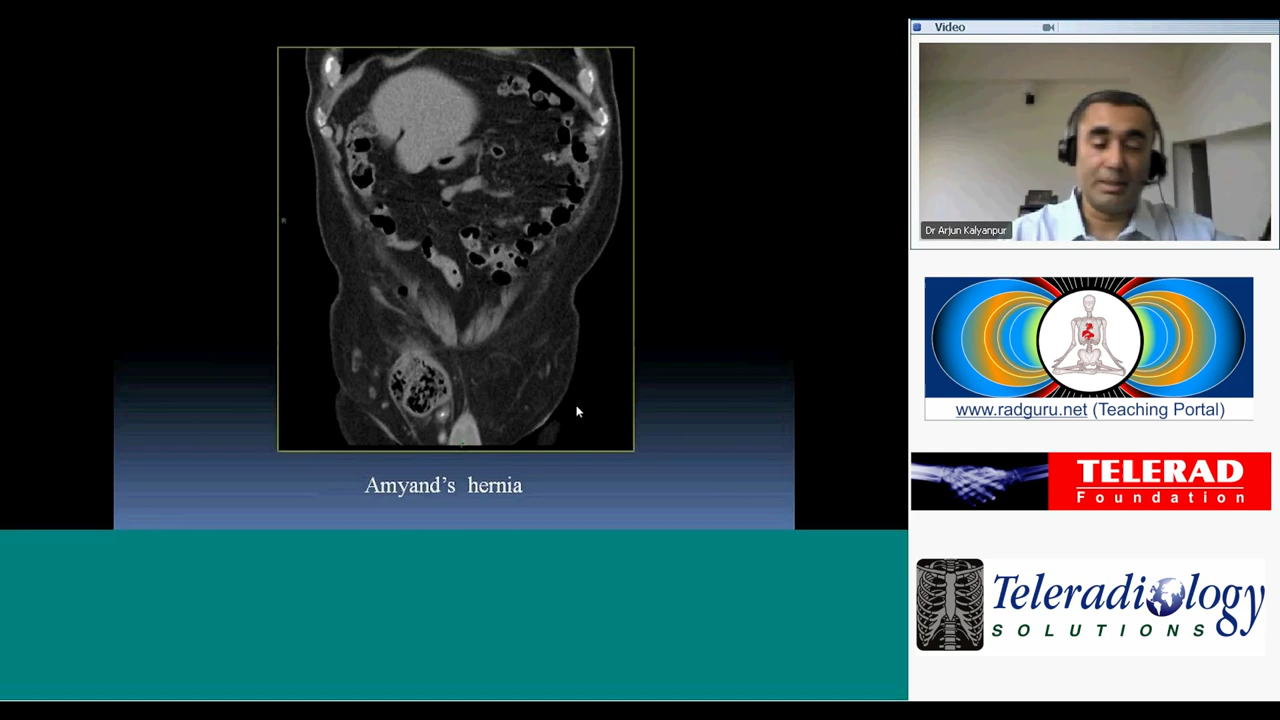 Amyand's hernia
Video
Dr Arjun Kalyanpur
www.radguru.net (Teaching Portal)
TELERAD
Foundation
Teleradiology
SOLUTIONS